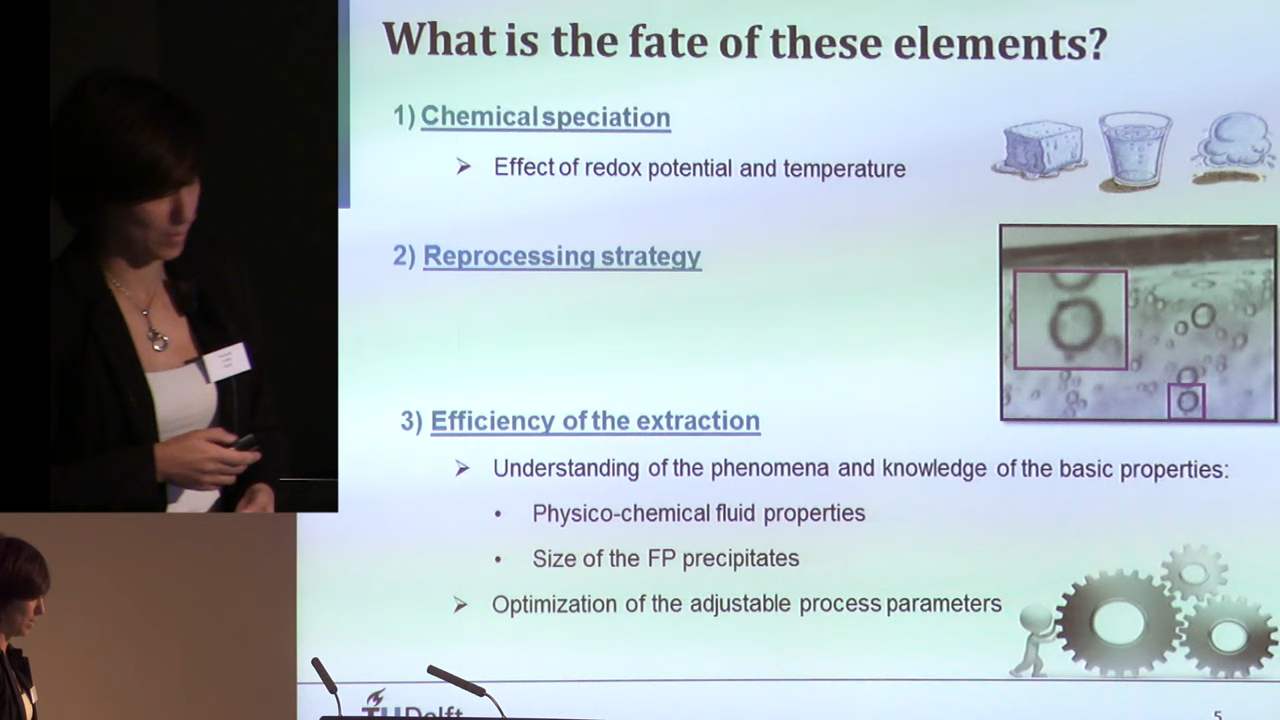 What is the fate of these elements?
1) Chemical speciation
➢ Effect of redox potential and temperature
2) Reprocessing strategy
3) Efficiency of the extraction
➢ Understanding of the phenomena and knowledge of the basic properties:
• Physico-chemical fluid properties
• Size of the FP precipitates
➢ Optimization of the adjustable process parameters
TU Delft
5